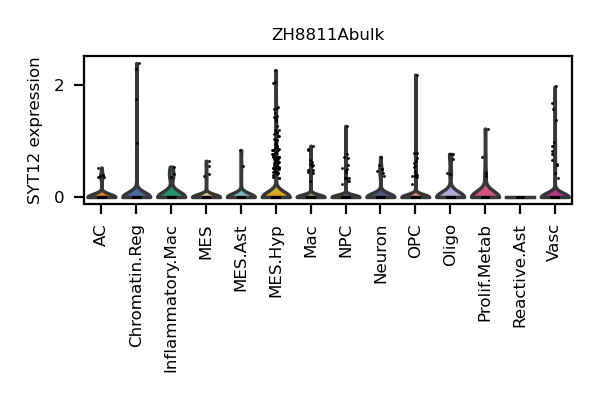 ZH8811Abulk
SYT12 expression
2
0
AC
Chromatin.Reg
Inflammatory.Mac
MES
MES.Ast
MES.Hyp
Mac
NPC
Neuron
OPC
Oligo
Prolif.Metab
Reactive.Ast
Vasc